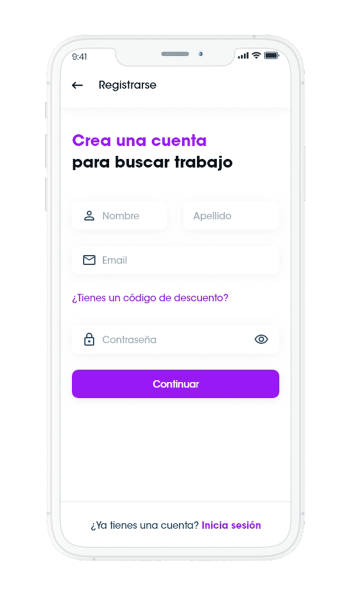 9:41
Registrarse
Crea una cuenta
para buscar trabajo
Nombre
Apellido
Email
¿Tienes un código de descuento?
Contraseña
Continuar
¿Ya tienes una cuenta? Inicia sesión